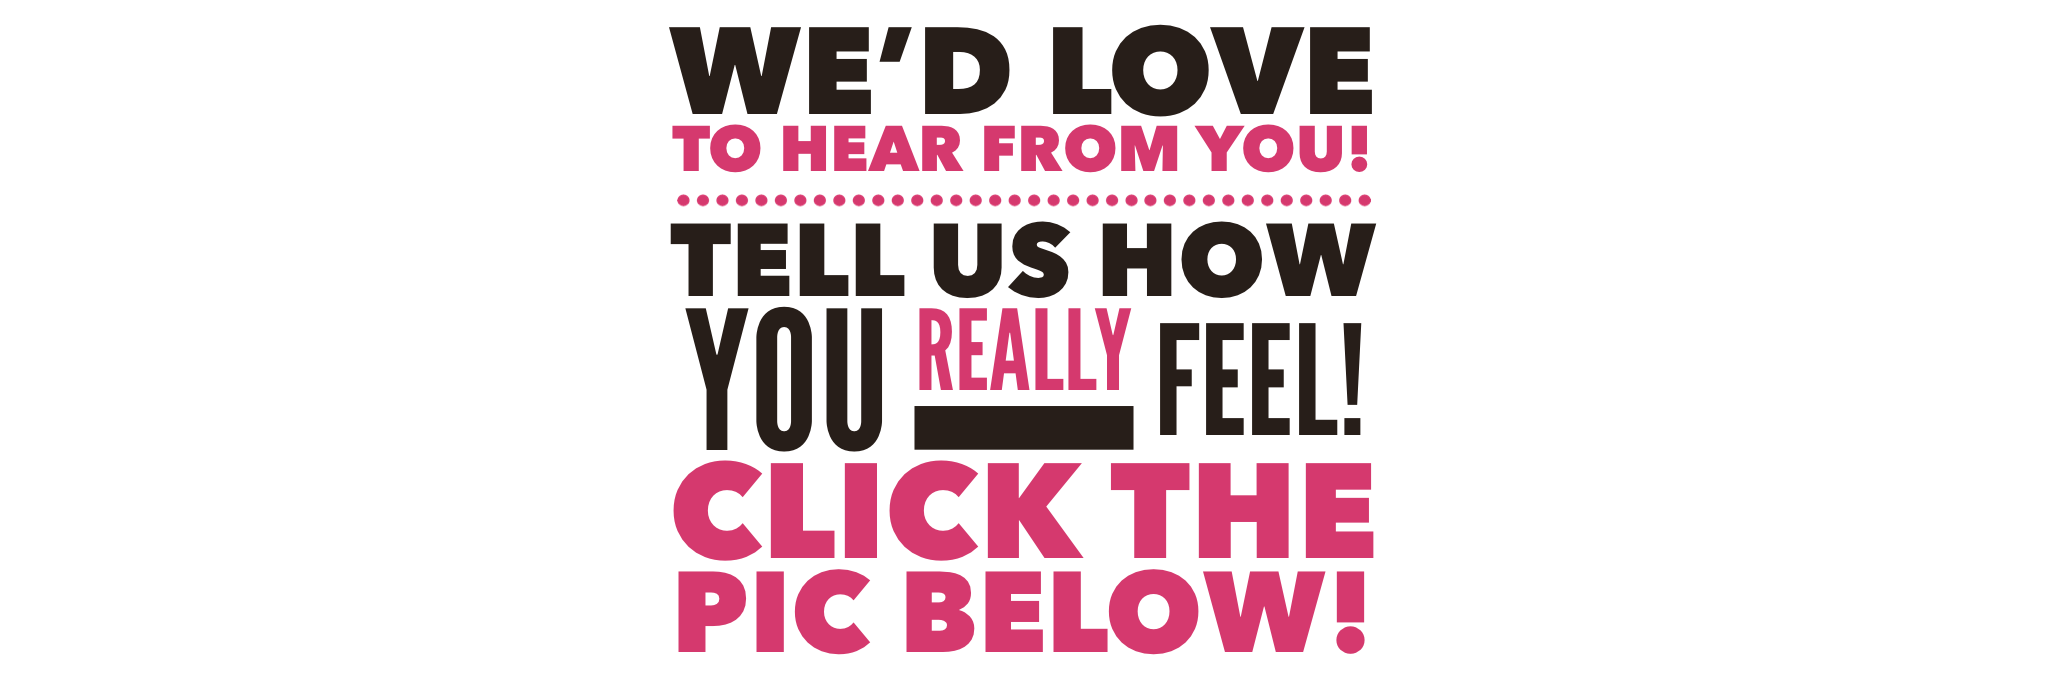 WE’D LOVE
TO HEAR FROM YOU!
TELL US HOW
YOU REALLY FEEL!
CLICK THE
PIC BELOW!